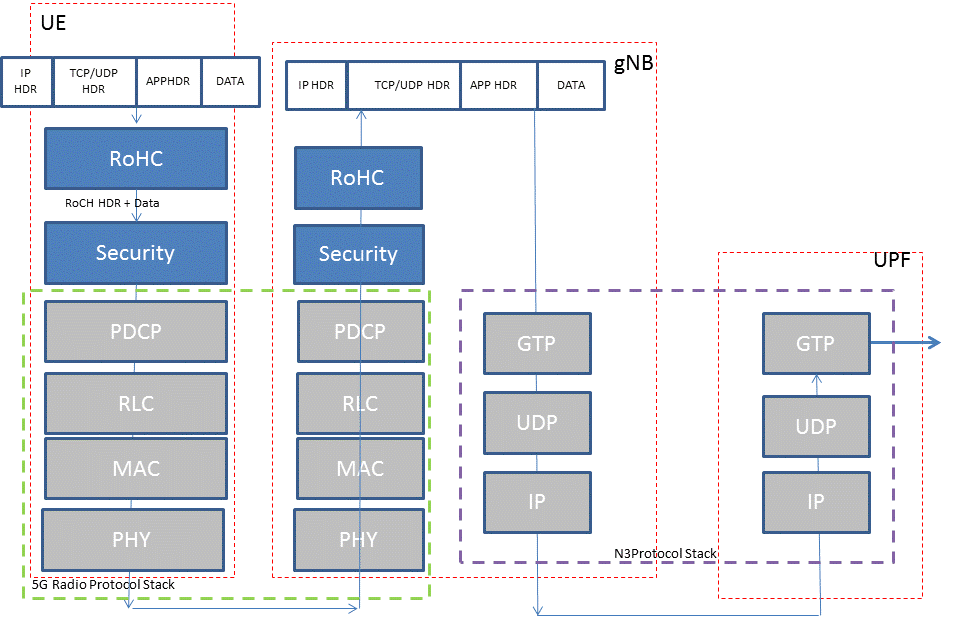 UE
IP
HDR
TCP/UDP
HDR
APPHDR
DATA
RoHC
RoCH HDR + Data
Security
PDCP
RLC
MAC
PHY
5G Radio Protocol Stack
gNB
IP HDR
TCP/UDP HDR
APP HDR
DATA
RoHC
Security
PDCP
RLC
MAC
PHY
GTP
UDP
IP
N3Protocol Stack
UPF
GTP
UDP
IP